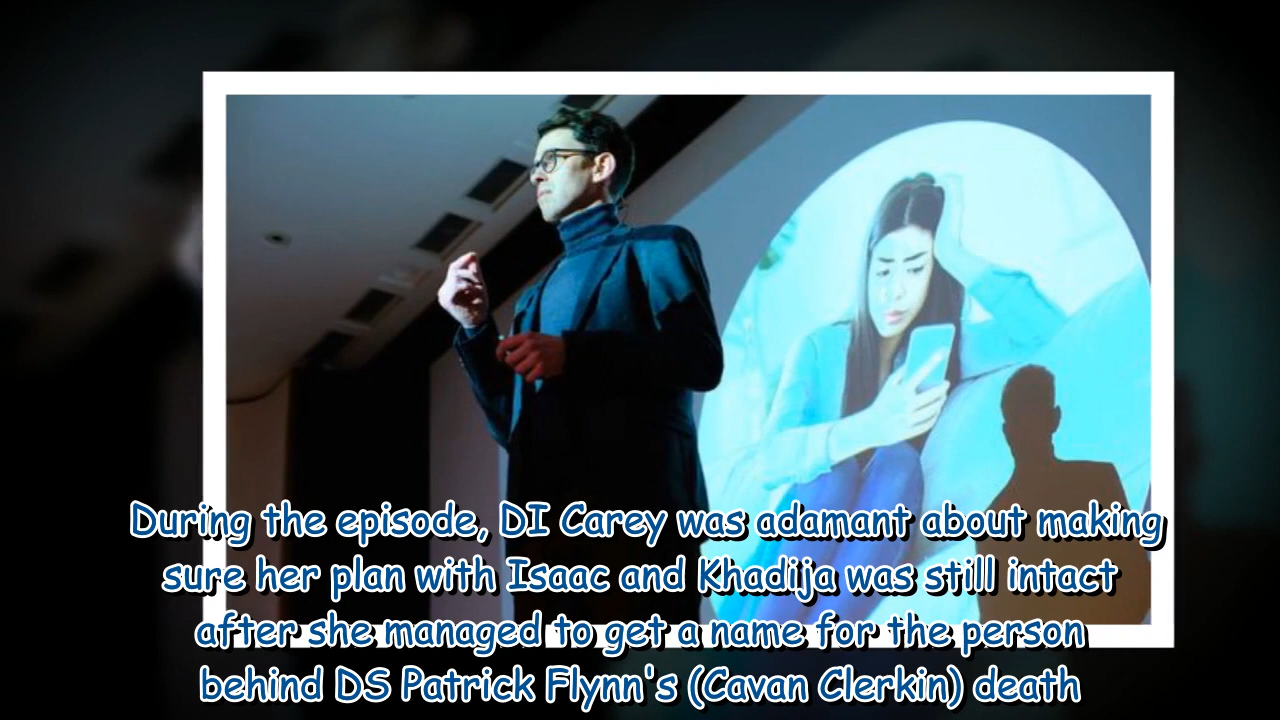 During the episode, DI Carey was adamant about making
sure her plan with Isaac and Khadija was still intact
after she managed to get a name for the person
behind DS Patrick Flynn's (Cavan Clerkin) death